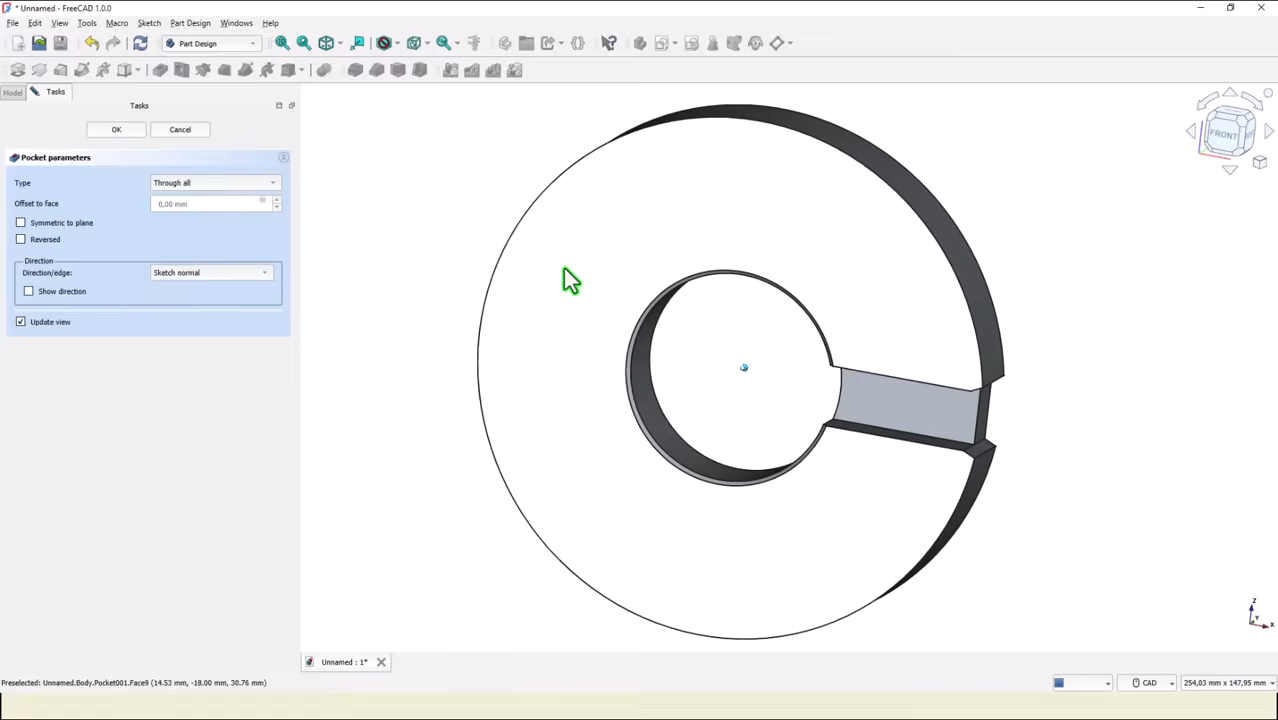 * Unnamed - FreeCAD 1.0.0
File Edit View Tools Macro Sketch Part Design Windows Help
Part Design
Model Tasks
Tasks
OK Cancel
Pocket parameters
Type Through all
Offset to face 0,00 mm
Symmetric to plane
Reversed
Direction
Direction/edge: Sketch normal
Show direction
Update view
FRONT
Z
Y
X
Unnamed : 1*
Preselected: Unnamed.Body.Pocket001.Face9 (14.53 mm, -18.00 mm, 30.76 mm)
CAD 254,03 mm x 147,95 mm